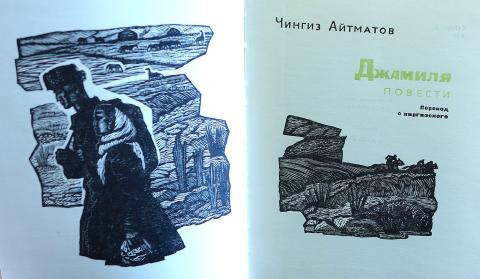 Чингиз Айтматов
Джамиля
ПОВЕСТИ
Перевод
с киргизского